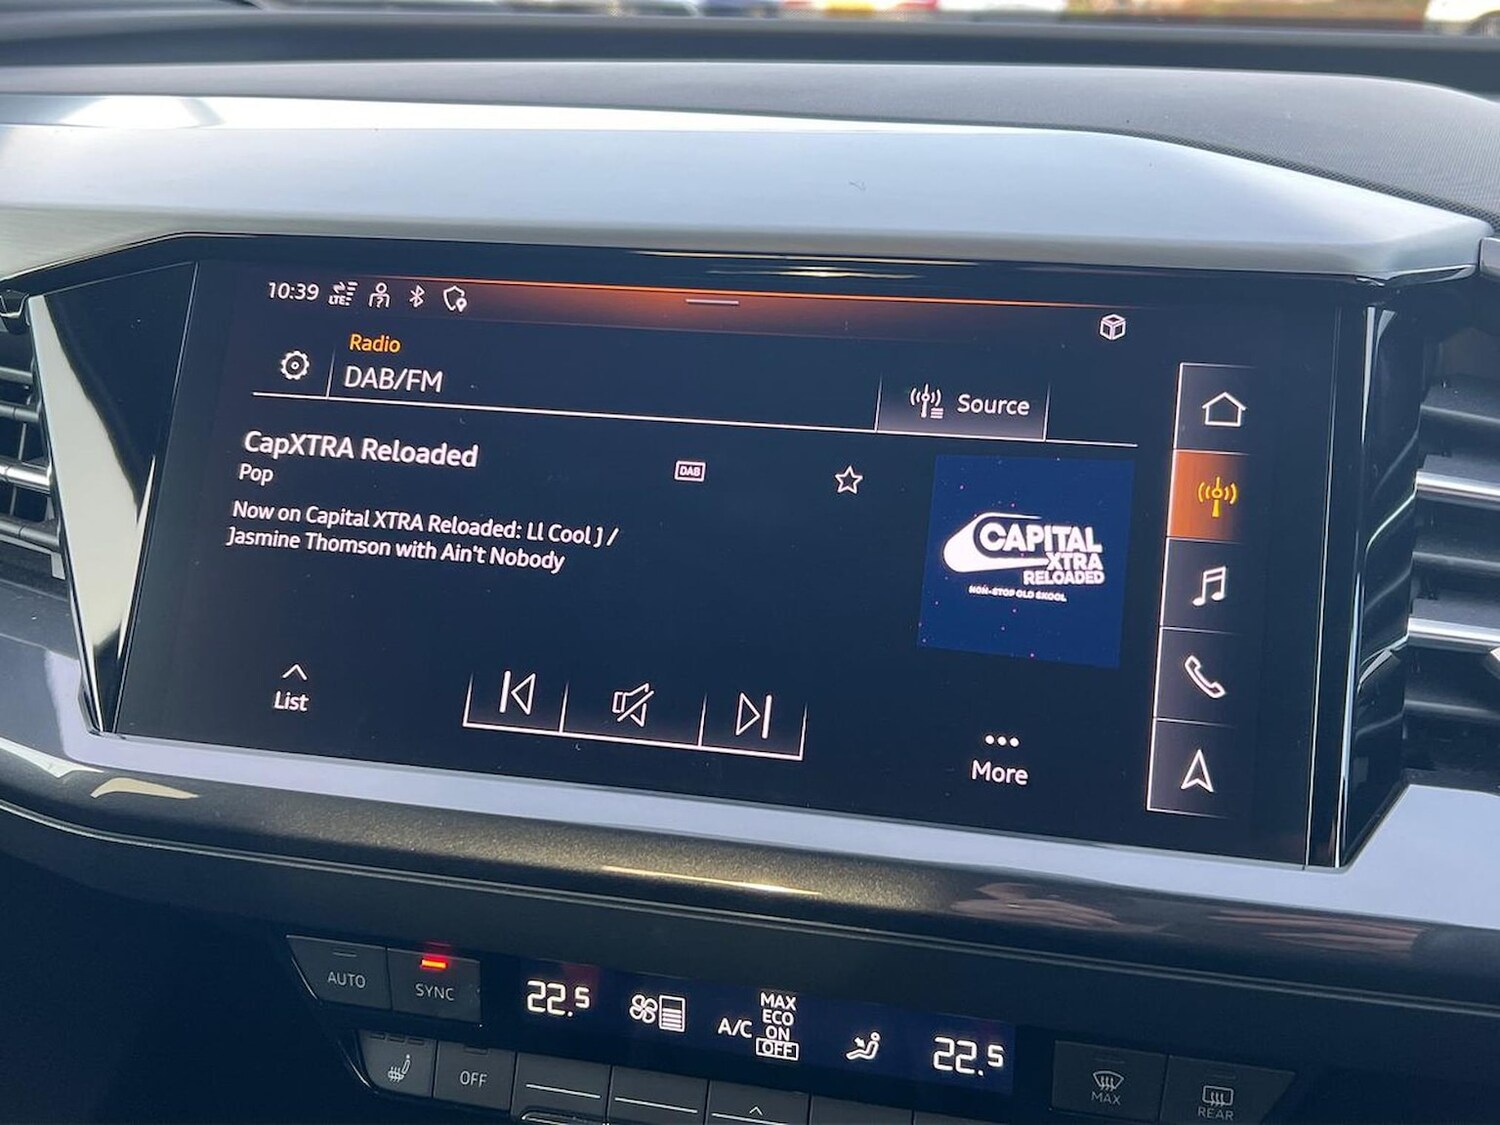 10:39 LTE
Radio
DAB/FM
Source
CapXTRA Reloaded
DAB
Pop
Now on Capital XTRA Reloaded: Ll Cool J /
Jasmine Thomson with Ain't Nobody
CAPITAL
XTRA
RELOADED
NON-STOP OLD SKOOL
List
More
AUTO
SYNC
22.5
A/C
MAX
ECO
ON
OFF
22.5
OFF
MAX
REAR